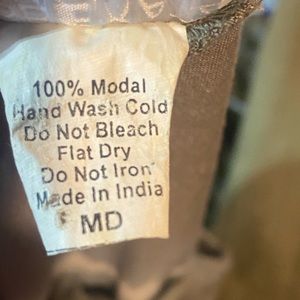 100% Modal
Hand Wash Cold
Do Not Bleach
Flat Dry
Do Not Iron
Made In India
MD